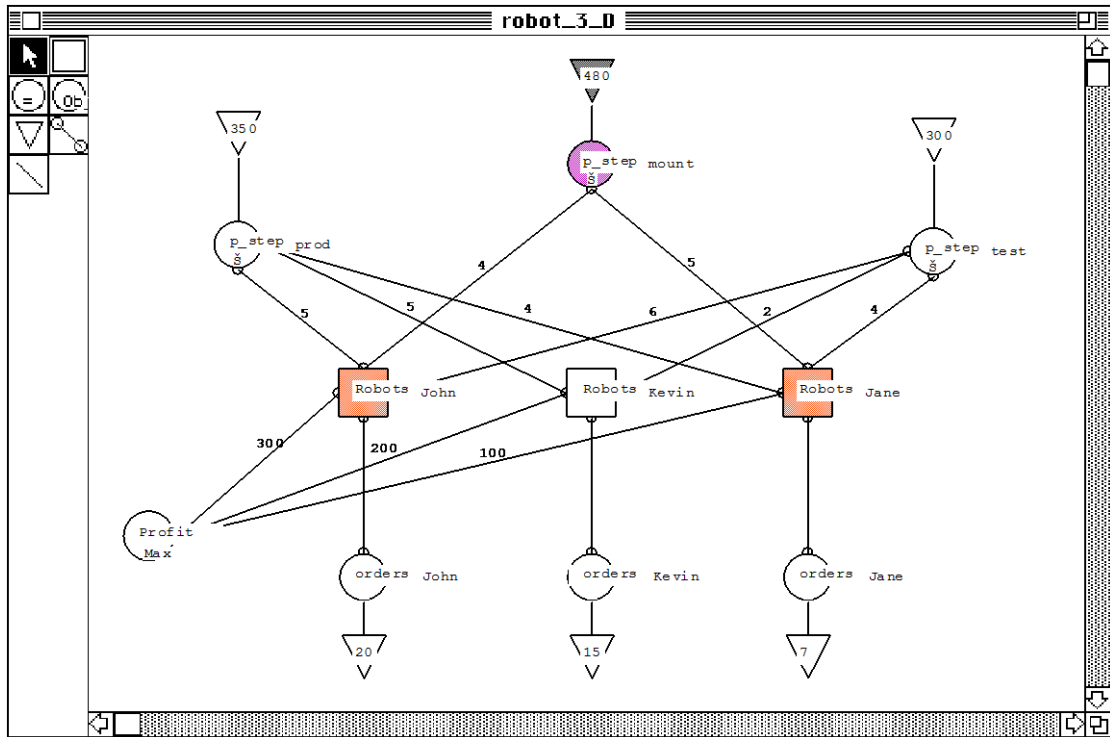 robot_3_D
=
Ob
480
350
300
p_step mount
Š
p_step prod
Š
p_step test
Š
4
5
5
5
4
6
2
4
Robots John
Robots Kevin
Robots Jane
300
200
100
Profit
Max
orders John
orders Kevin
orders Jane
20
15
7